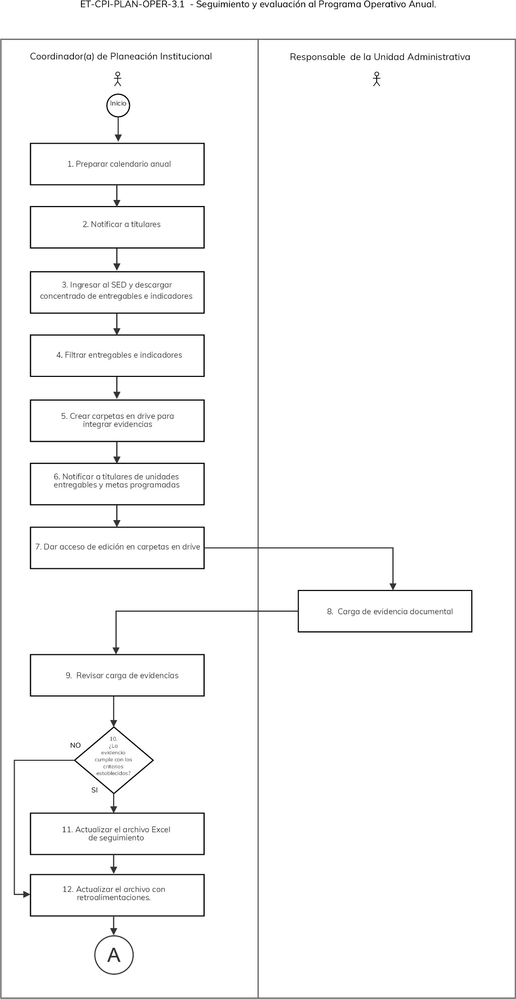 ET-CPI-PLAN-OPER-3.1 - Seguimiento y evaluación al Programa Operativo Anual.
Coordinador(a) de Planeación Institucional
Responsable de la Unidad Administrativa
Inicio
1. Preparar calendario anual
2. Notificar a titulares
3. Ingresar al SED y descargar
concentrado de entregables e indicadores
4. Filtrar entregables e indicadores
5. Crear carpetas en drive para
integrar evidencias
6. Notificar a titulares de unidades
entregables y metas programadas
7. Dar acceso de edición en carpetas en drive
8. Carga de evidencia documental
9. Revisar carga de evidencias
NO
10.
¿La
evidencia
cumple con los
criterios
establecidos?
SI
11. Actualizar el archivo Excel
de seguimiento
12. Actualizar el archivo con
retroalimentaciones.
A